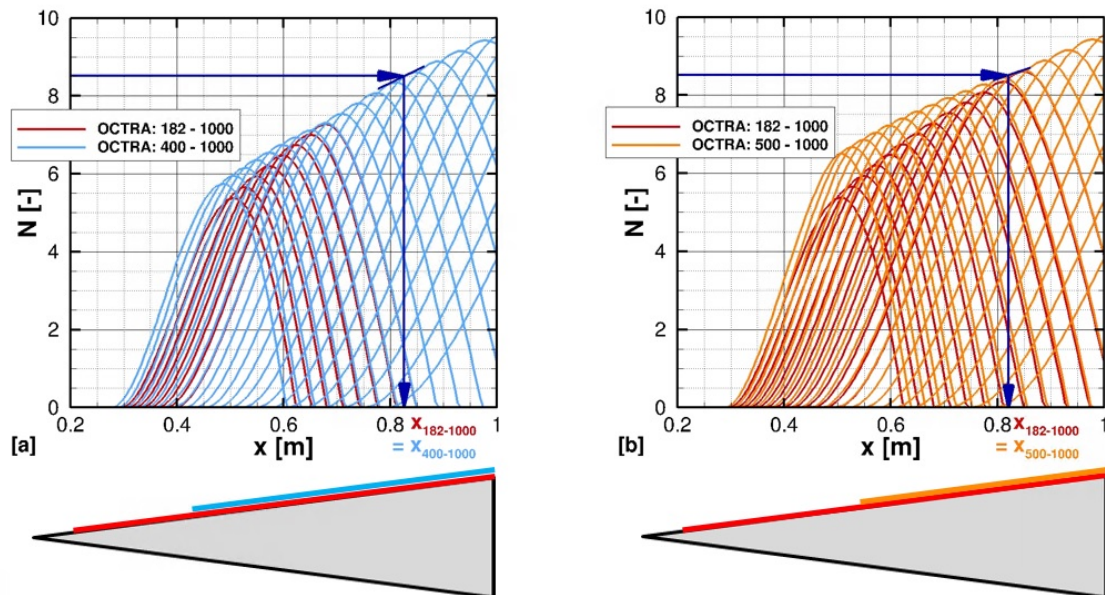 10
8
6
4
2
0
N [-]
OCTRA: 182 - 1000
OCTRA: 400 - 1000
0.2
0.4
0.6
0.8
1
x [m]
x182-1000
= x400-1000
[a]
10
8
6
4
2
0
N [-]
OCTRA: 182 - 1000
OCTRA: 500 - 1000
0.2
0.4
0.6
0.8
1
x [m]
x182-1000
= x500-1000
[b]